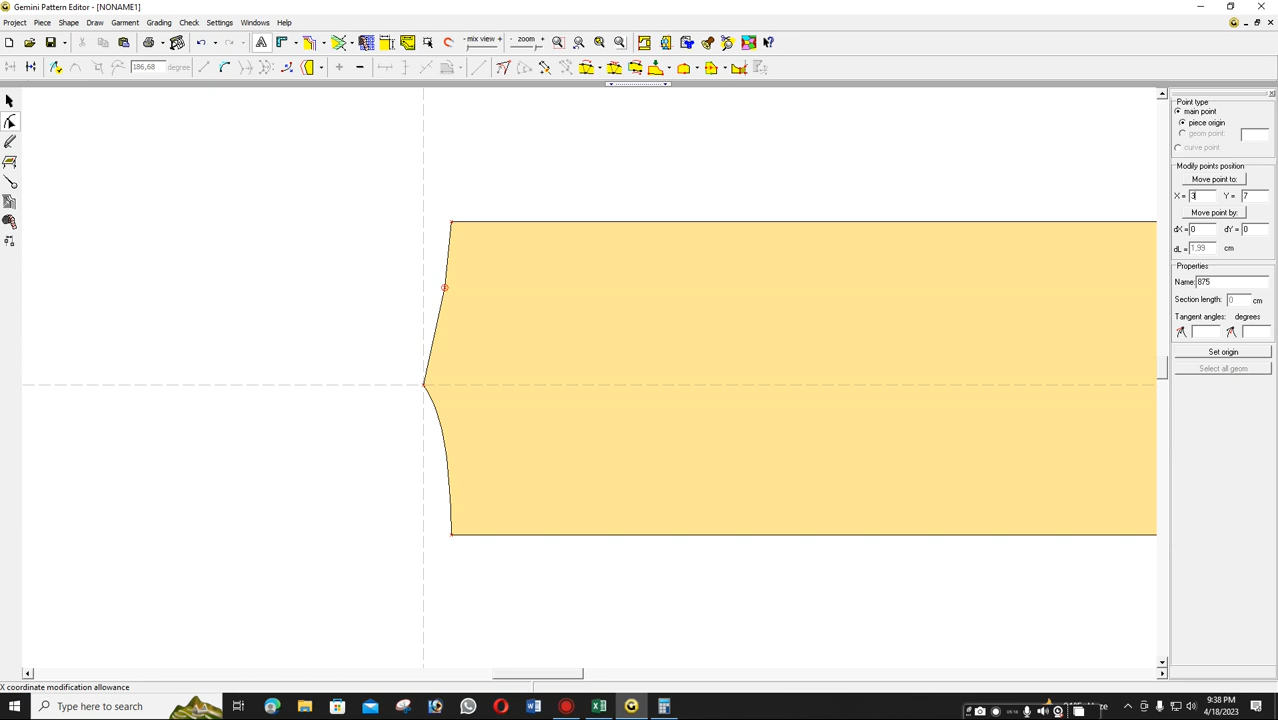 Gemini Pattern Editor - [NONAME1]
Project Piece Shape Draw Garment Grading Check Settings Windows Help
- mix view + - zoom +
186,68 degree
Point type
main point
piece origin
geom point:
curve point
Modify points position
Move point to:
X = 3 Y = 7
Move point by:
dX = 0 dY = 0
dL = 1,99 cm
Properties
Name: 875
Section length: 0 cm
Tangent angles: degrees
Set origin
Select all geom
X coordinate modification allowance
Type here to search
9:38 PM
4/18/2023